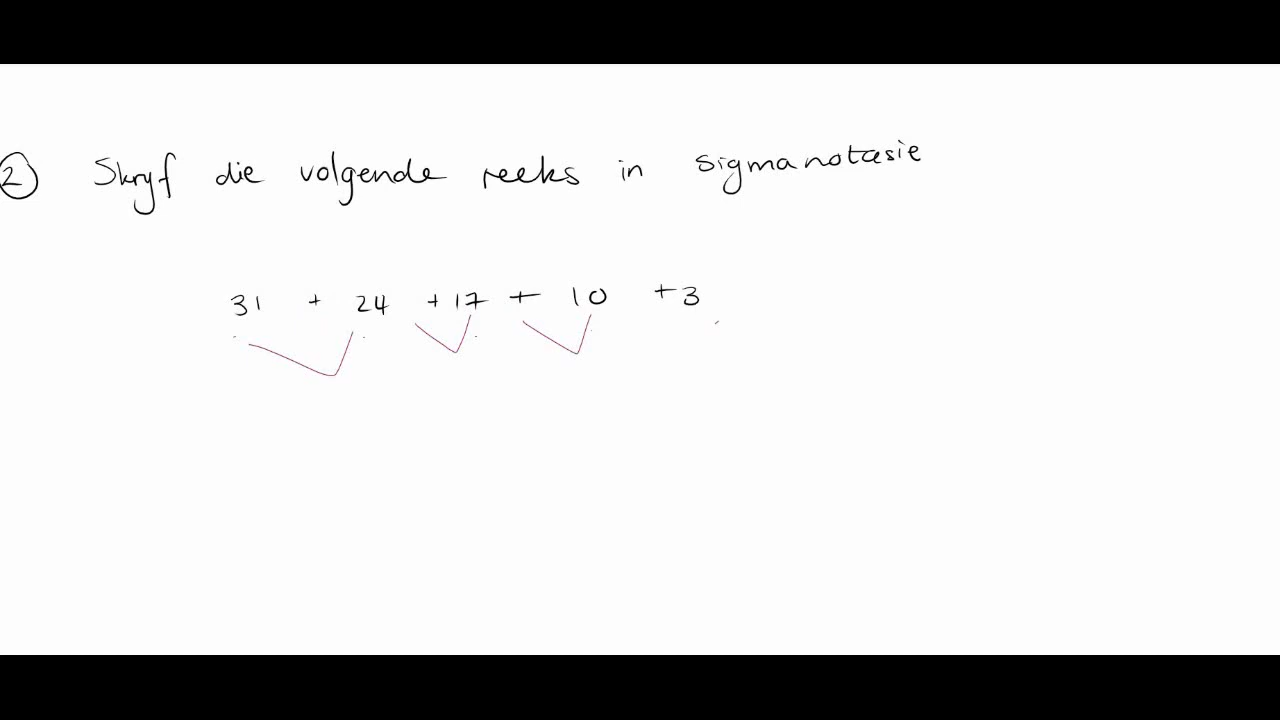 ② Skryf die volgende reeks in sigmanotasie
31 + 24 + 17 + 10 + 3